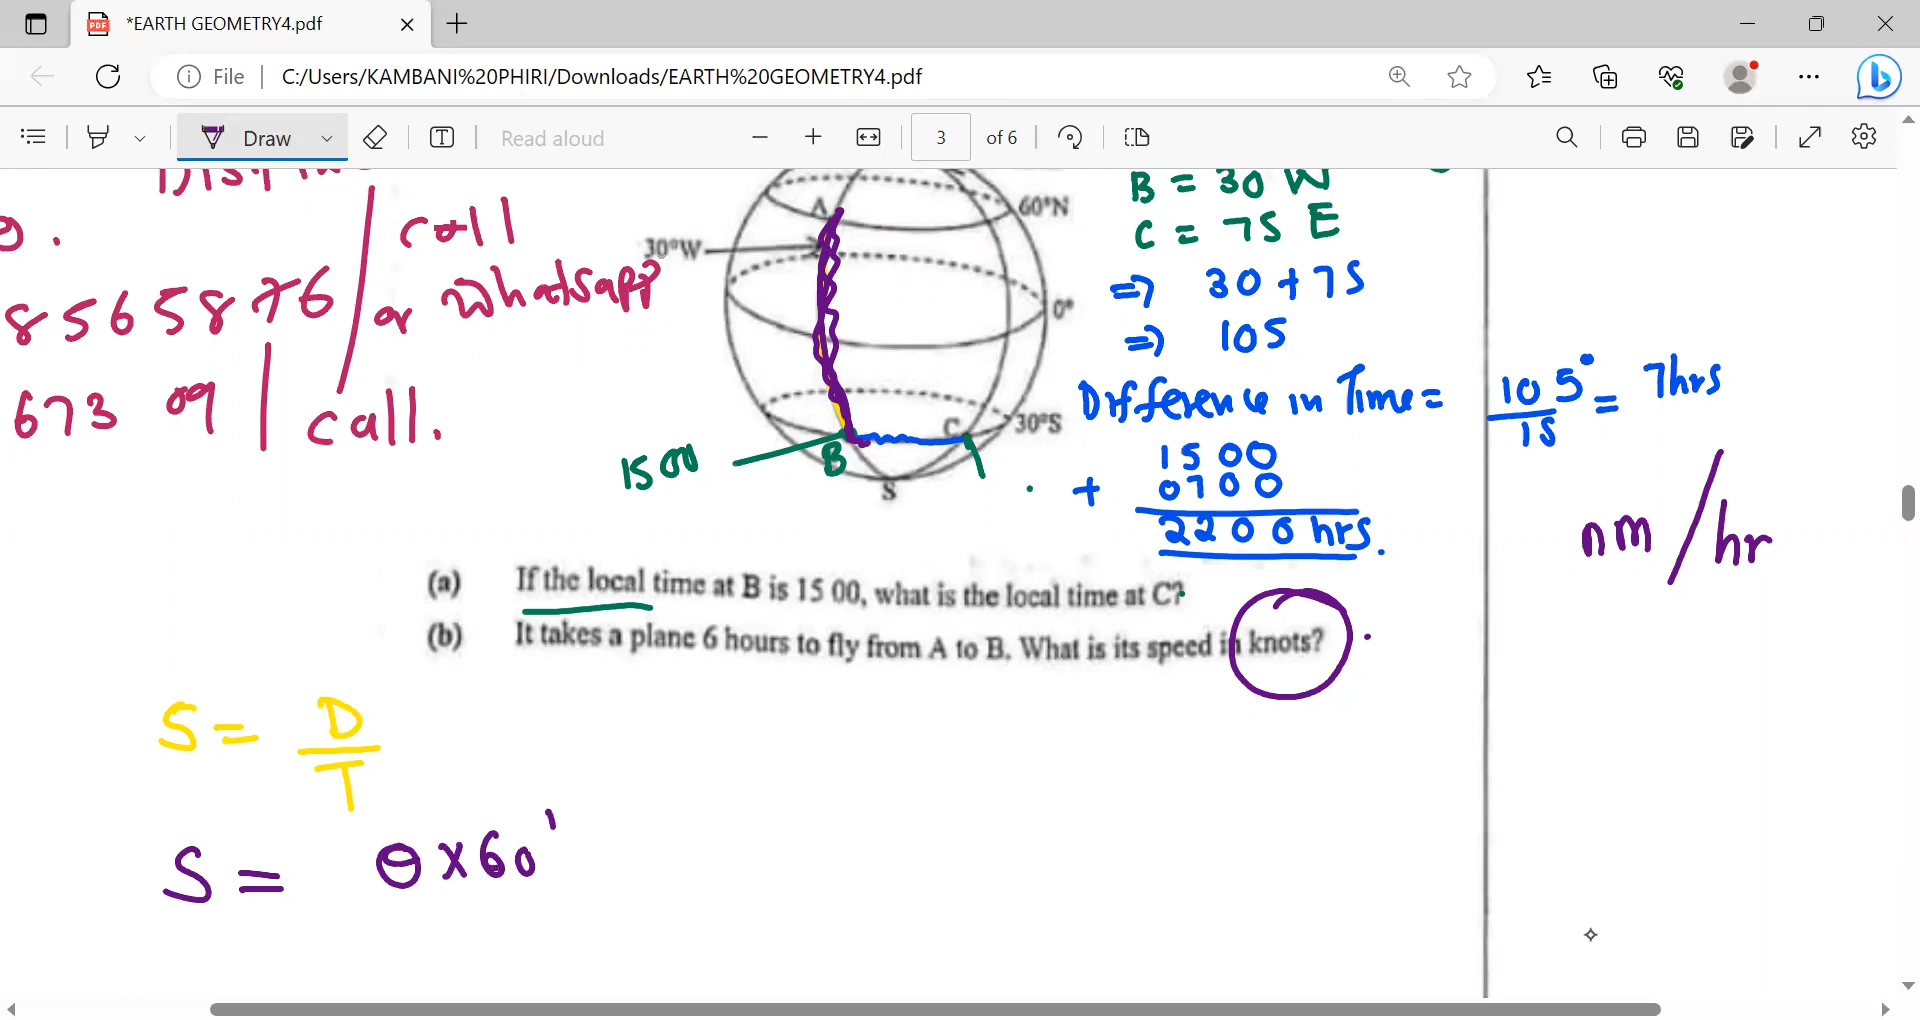 *EARTH GEOMETRY4.pdf
File
C:/Users/KAMBANI%20PHIRI/Downloads/EARTH%20GEOMETRY4.pdf
Draw
Read aloud
3 of 6
B = 30 W
C = 75 E
=> 30 + 75
=> 105
Difference in Time = 105° / 15 = 7hrs
1500
+ 0700
2200 hrs.
nm / hr
call
8565876 or Whatsapp
673 09 call.
A
60°N
30°W
0°
30°S
C
B
S
1500
(a) If the local time at B is 15 00, what is the local time at C?
(b) It takes a plane 6 hours to fly from A to B. What is its speed in knots?
S = D / T
S = θ x 60'